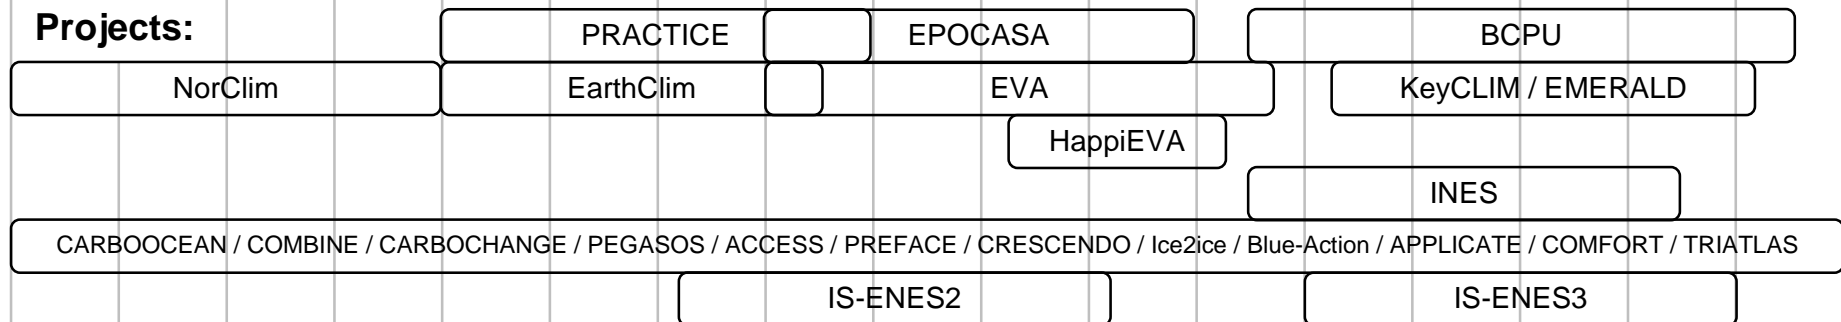 Projects:
PRACTICE
EPOCASA
BCPU
NorClim
EarthClim
EVA
KeyCLIM / EMERALD
HappiEVA
INES
CARBOOCEAN / COMBINE / CARBOCHANGE / PEGASOS / ACCESS / PREFACE / CRESCENDO / Ice2ice / Blue-Action / APPLICATE / COMFORT / TRIATLAS
IS-ENES2
IS-ENES3